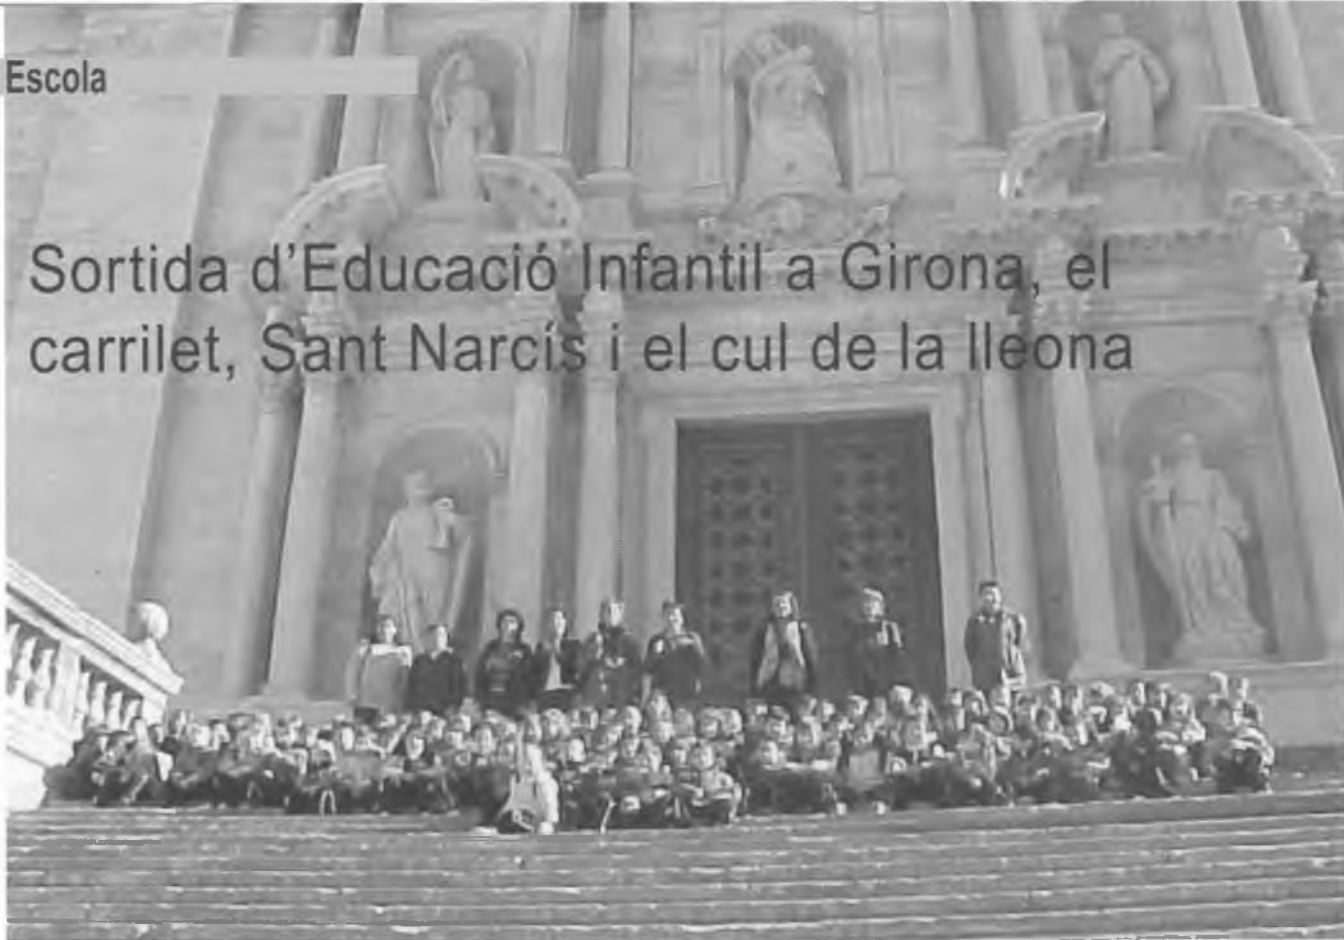 Escola
Sortida d'Educació Infantil a Girona, el
carrilet, Sant Narcís i el cul de la lleona